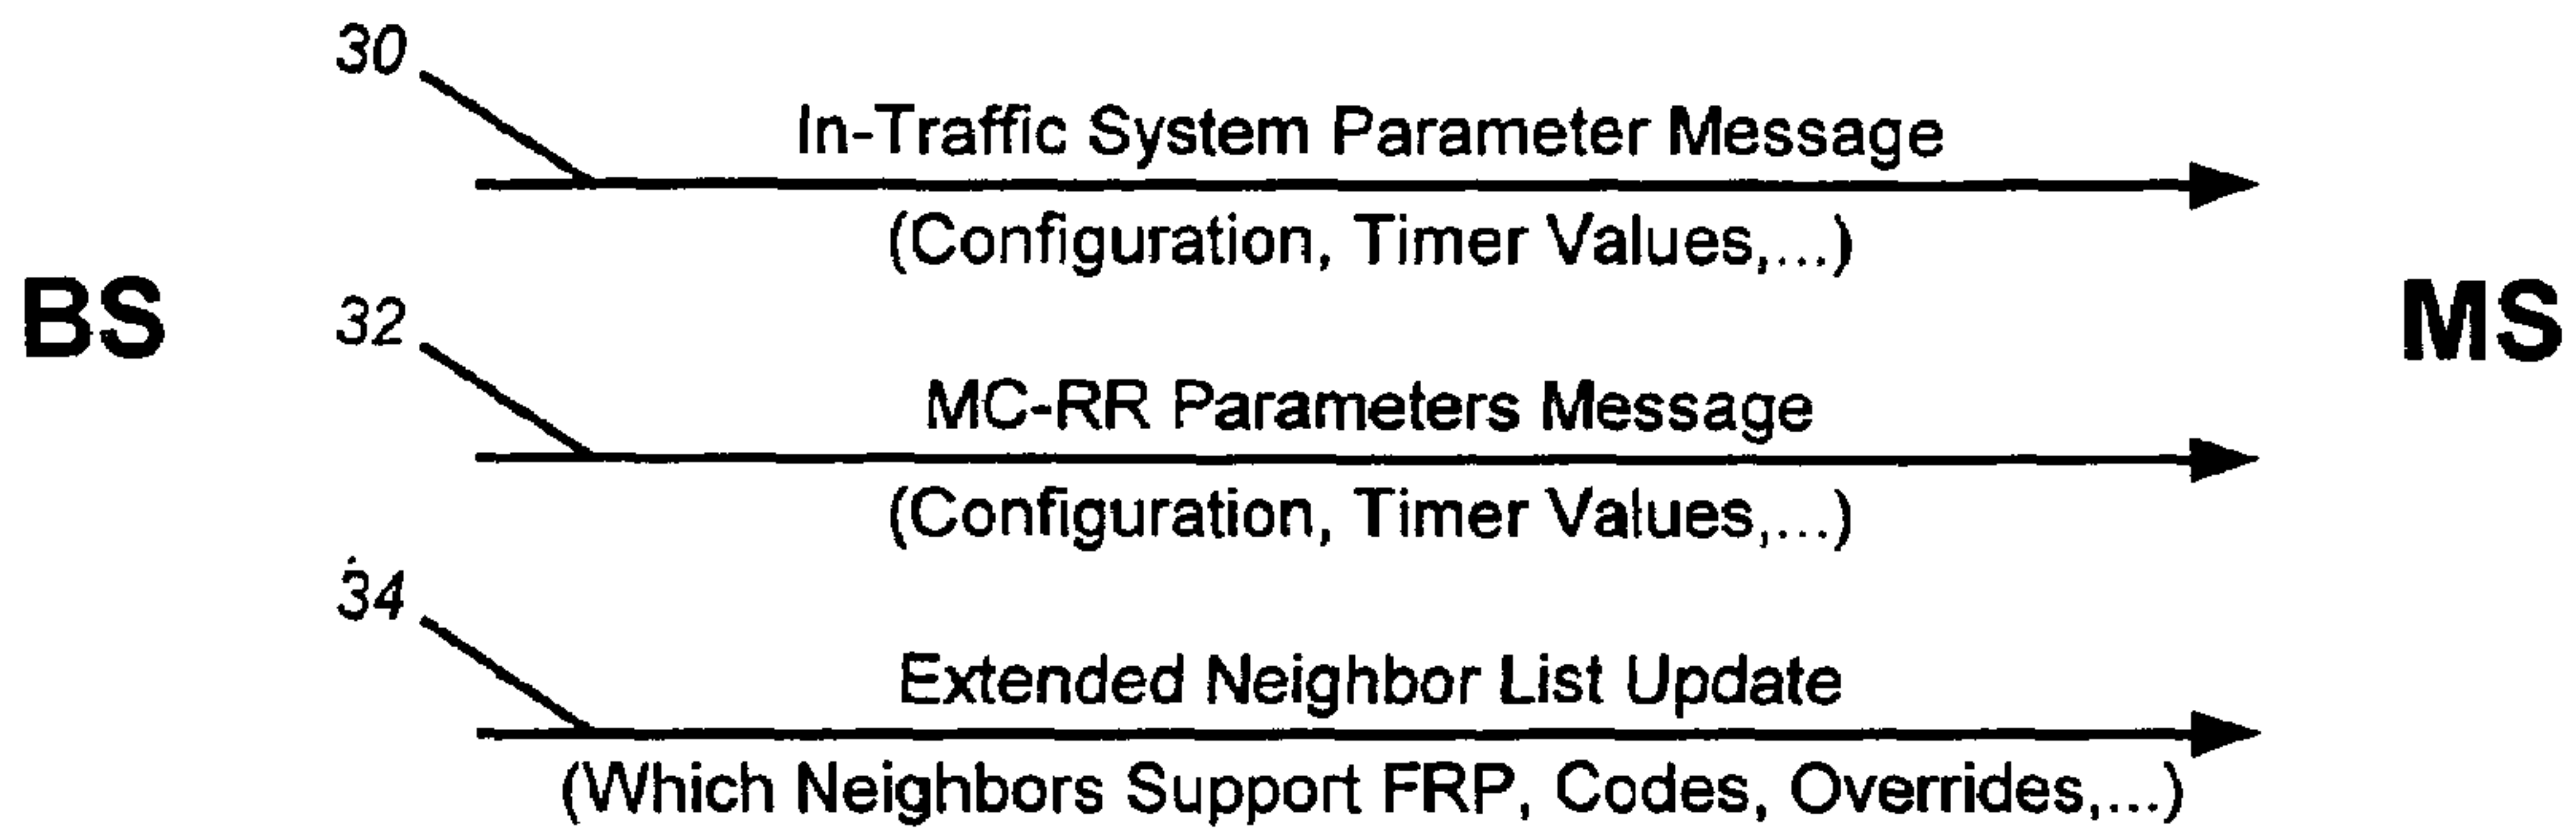 30
In-Traffic System Parameter Message
(Configuration, Timer Values,...)
BS
MS
32
MC-RR Parameters Message
(Configuration, Timer Values,...)
34
Extended Neighbor List Update
(Which Neighbors Support FRP, Codes, Overrides,...)